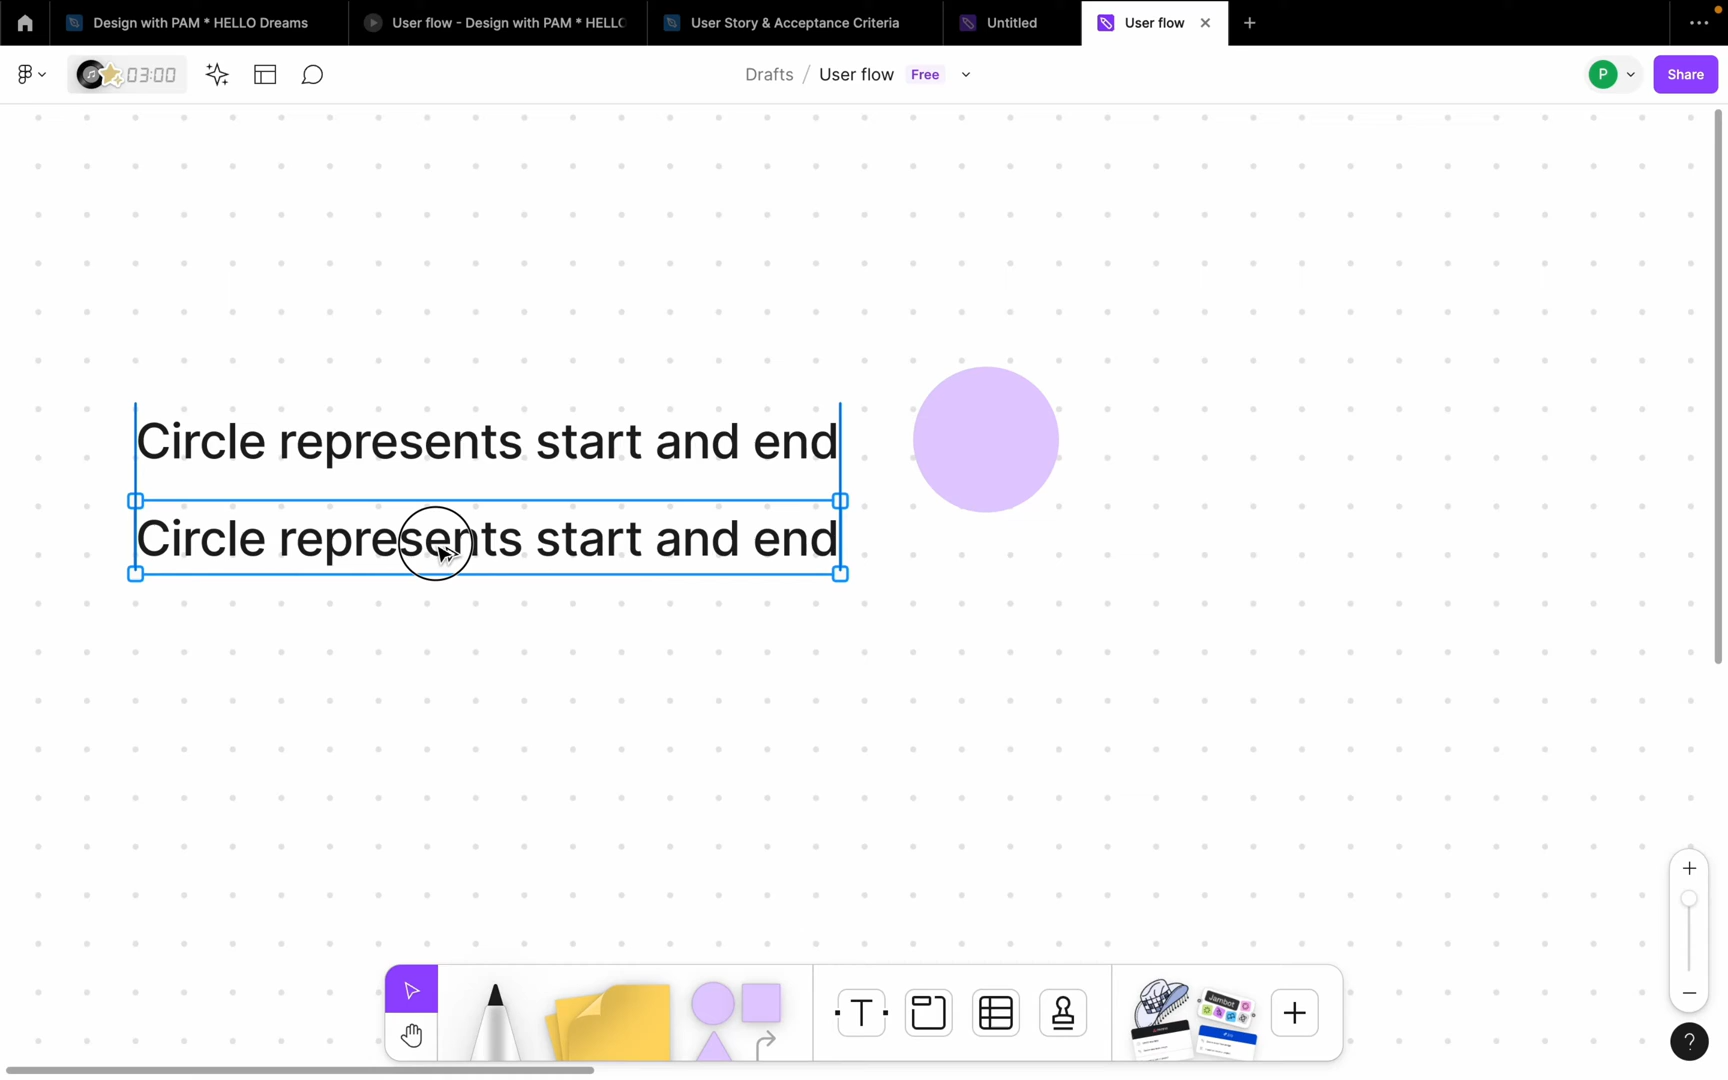 Design with PAM * HELLO Dreams
User flow - Design with PAM * HELLO
User Story & Acceptance Criteria
Untitled
User flow
03:00
Drafts / User flow Free
P
Share
Circle represents start and end
Circle represents start and end
T
Jambot
?